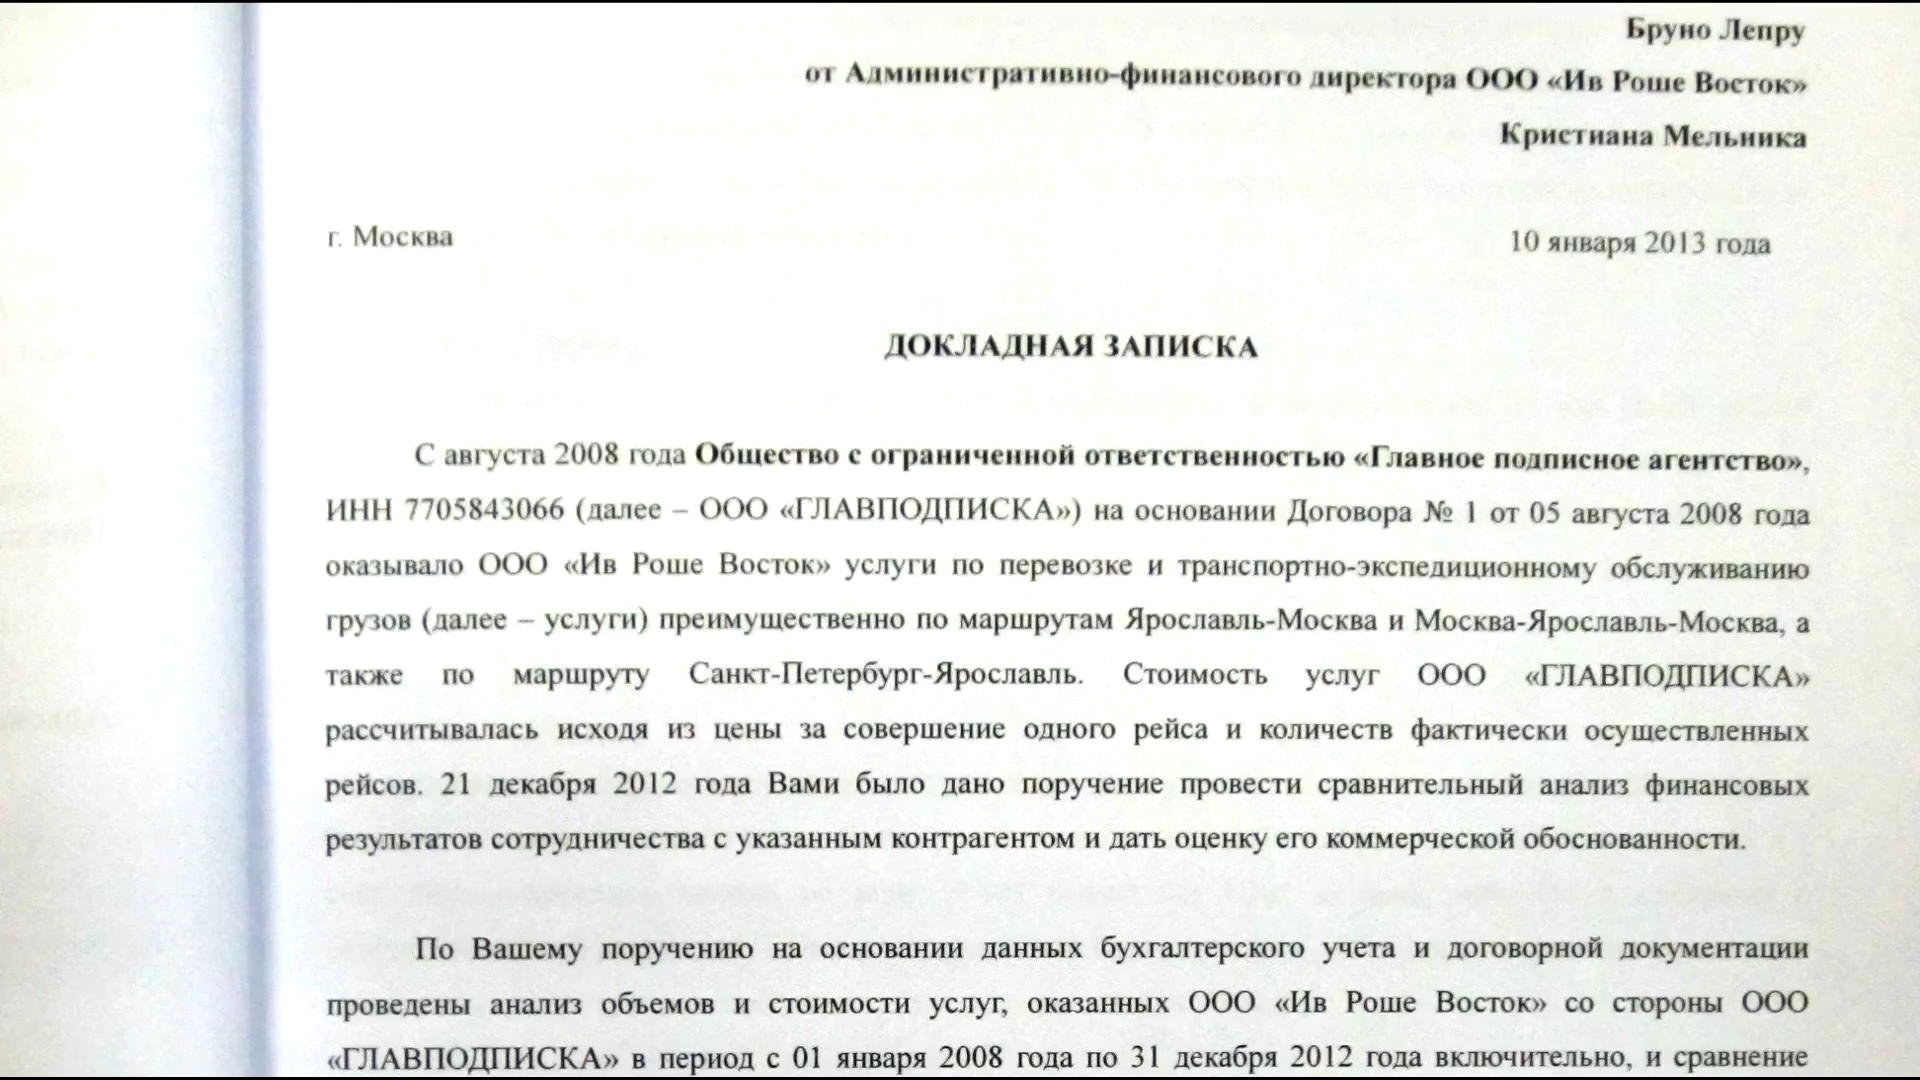 Бруно Лепру
от Административно-финансового директора ООО «Ив Роше Восток»
Кристиана Мельника
г. Москва
10 января 2013 года
ДОКЛАДНАЯ ЗАПИСКА
С августа 2008 года Общество с ограниченной ответственностью «Главное подписное агентство»,
ИНН 7705843066 (далее – ООО «ГЛАВПОДПИСКА») на основании Договора № 1 от 05 августа 2008 года
оказывало ООО «Ив Роше Восток» услуги по перевозке и транспортно-экспедиционному обслуживанию
грузов (далее – услуги) преимущественно по маршрутам Ярославль-Москва и Москва-Ярославль-Москва, а
также по маршруту Санкт-Петербург-Ярославль. Стоимость услуг ООО «ГЛАВПОДПИСКА»
рассчитывалась исходя из цены за совершение одного рейса и количеств фактически осуществленных
рейсов. 21 декабря 2012 года Вами было дано поручение провести сравнительный анализ финансовых
результатов сотрудничества с указанным контрагентом и дать оценку его коммерческой обоснованности.
По Вашему поручению на основании данных бухгалтерского учета и договорной документации
проведены анализ объемов и стоимости услуг, оказанных ООО «Ив Роше Восток» со стороны ООО
«ГЛАВПОДПИСКА» в период с 01 января 2008 года по 31 декабря 2012 года включительно, и сравнение